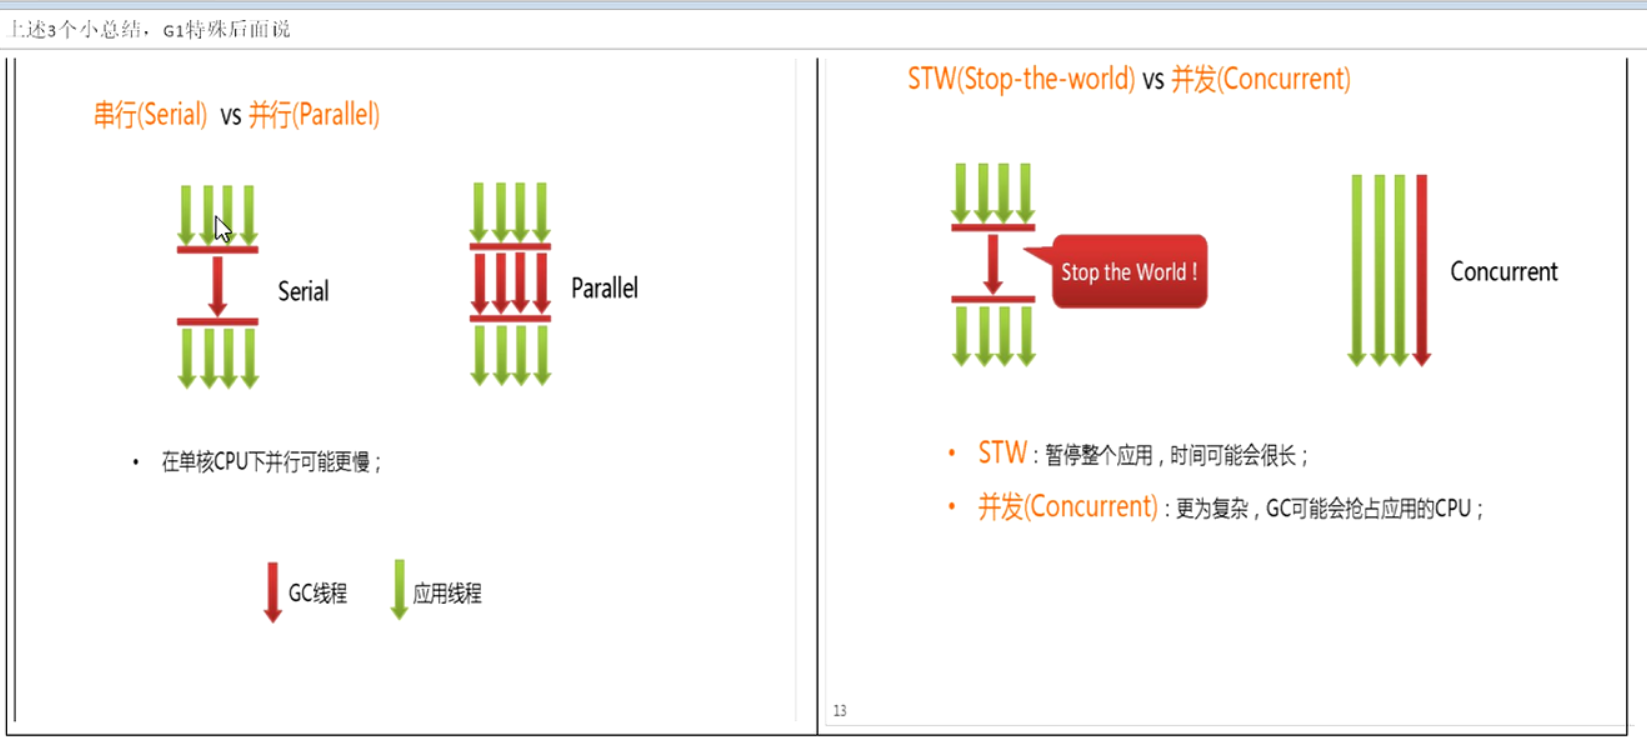 上述3个小总结，G1特殊后面说
串行(Serial) vs 并行(Parallel)
Serial
Parallel
• 在单核CPU下并行可能更慢；
GC线程
应用线程
STW(Stop-the-world) vs 并发(Concurrent)
Stop the World !
Concurrent
• STW：暂停整个应用，时间可能会很长；
• 并发(Concurrent)：更为复杂，GC可能会抢占应用的CPU；
13